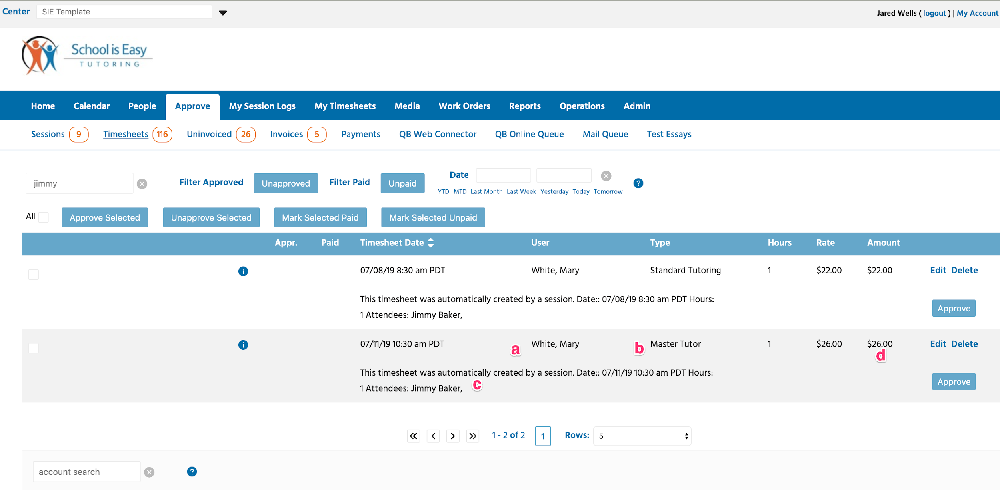 Center SIE Template Jared Wells ( logout ) | My Account
School is Easy
TUTORING
Home Calendar People Approve My Session Logs My Timesheets Media Work Orders Reports Operations Admin
Sessions 9 Timesheets 116 Uninvoiced 26 Invoices 5 Payments QB Web Connector QB Online Queue Mail Queue Test Essays
jimmy Filter Approved Unapproved Filter Paid Unpaid Date ?
YTD MTD Last Month Last Week Yesterday Today Tomorrow
All Approve Selected Unapprove Selected Mark Selected Paid Mark Selected Unpaid
Appr. Paid Timesheet Date User Type Hours Rate Amount
i 07/08/19 8:30 am PDT White, Mary Standard Tutoring 1 $22.00 $22.00 Edit Delete
This timesheet was automatically created by a session. Date:: 07/08/19 8:30 am PDT Hours:
1 Attendees: Jimmy Baker,
Approve
i 07/11/19 10:30 am PDT a White, Mary b Master Tutor 1 $26.00 $26.00 d Edit Delete
This timesheet was automatically created by a session. Date:: 07/11/19 10:30 am PDT Hours:
1 Attendees: Jimmy Baker, c
Approve
1 - 2 of 2 1 Rows: 5
account search ?